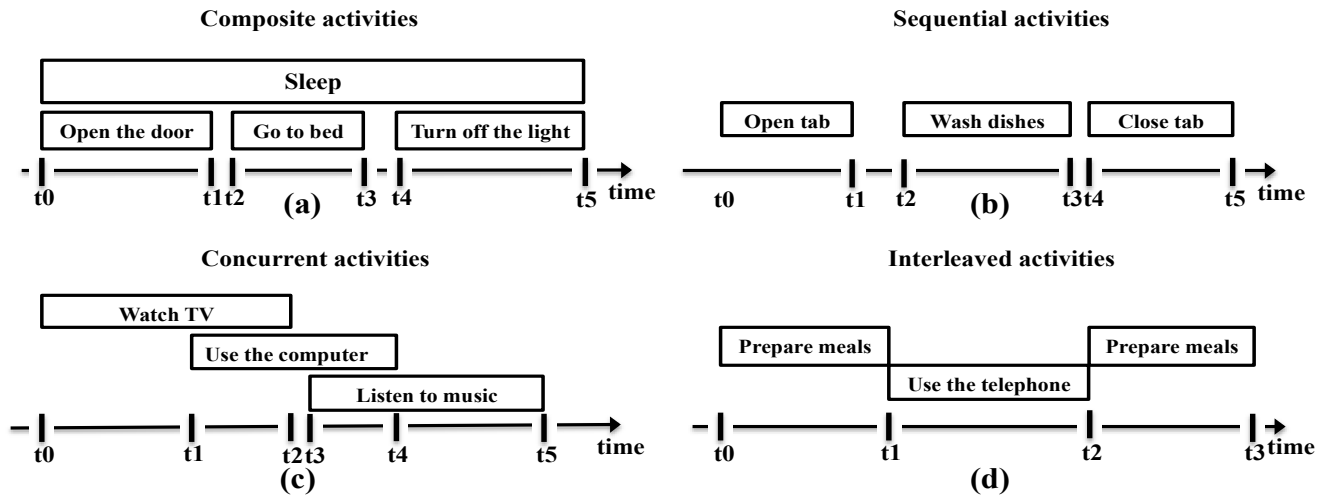 Composite activities
Sleep
Open the door Go to bed Turn off the light
t0 t1 t2 t3 t4 t5 time
(a)
Sequential activities
Open tab Wash dishes Close tab
t0 t1 t2 t3 t4 t5 time
(b)
Concurrent activities
Watch TV
Use the computer
Listen to music
t0 t1 t2 t3 t4 t5 time
(c)
Interleaved activities
Prepare meals Prepare meals
Use the telephone
t0 t1 t2 t3 time
(d)